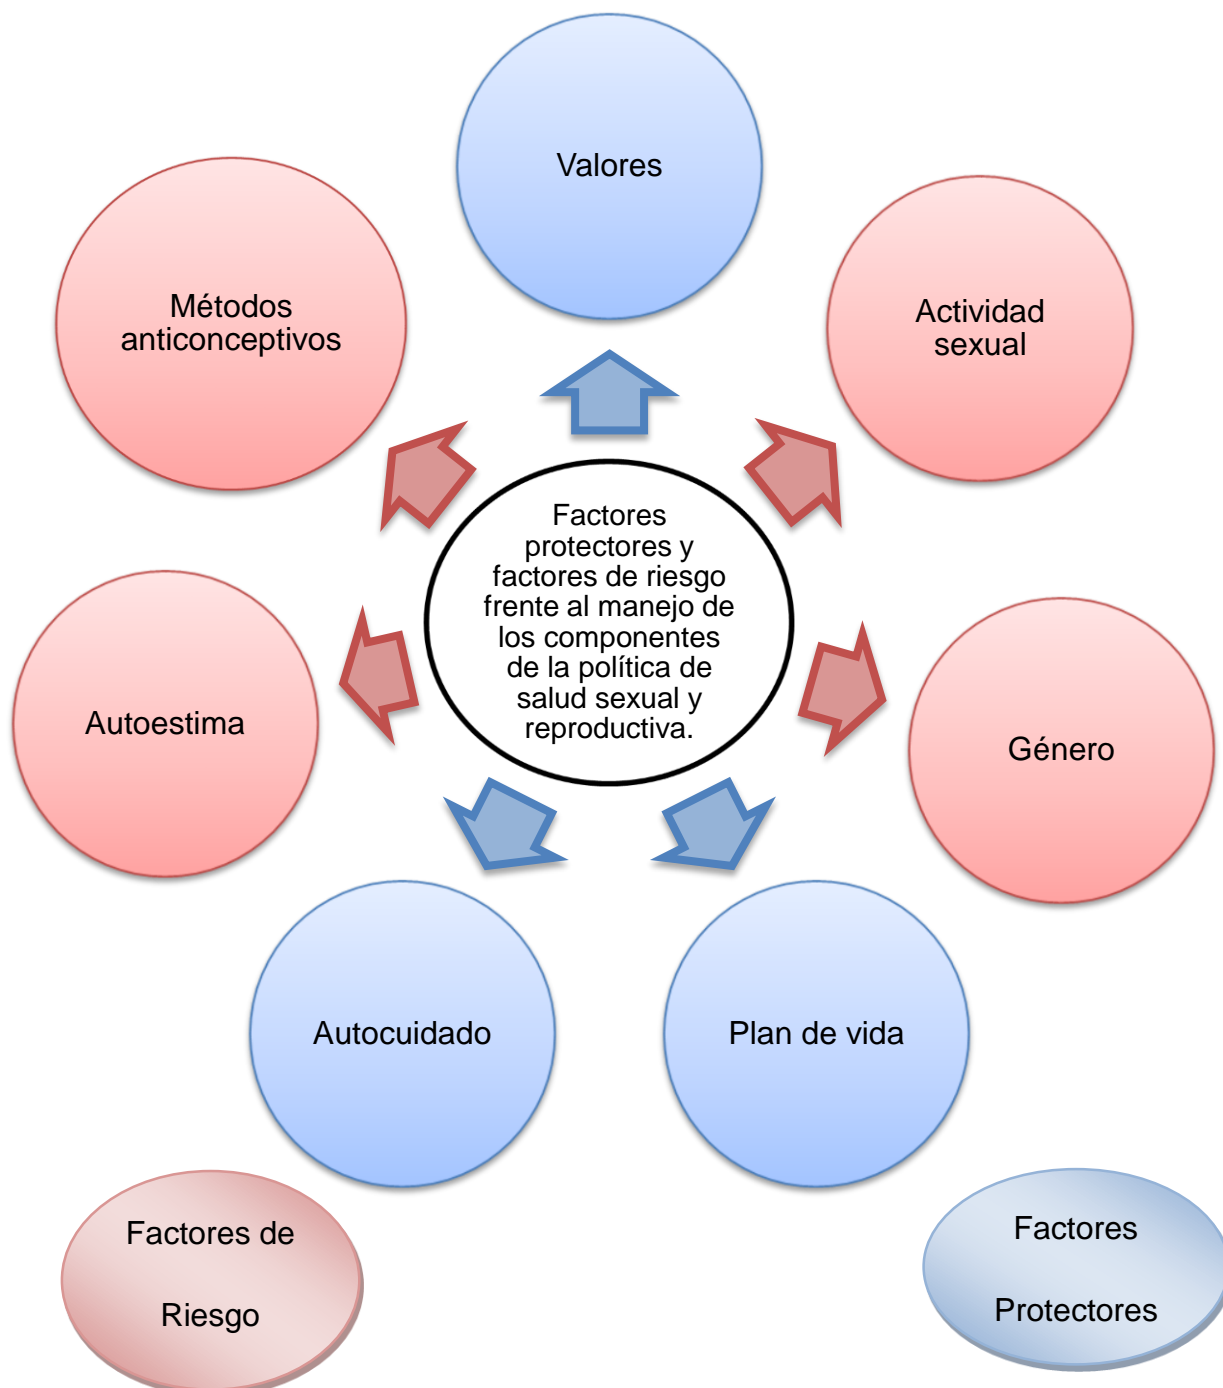 Valores
Métodos
anticonceptivos
Actividad
sexual
Factores
protectores y
factores de riesgo
frente al manejo de
los componentes
de la política de
salud sexual y
reproductiva.
Autoestima
Género
Autocuidado
Plan de vida
Factores de
Riesgo
Factores
Protectores